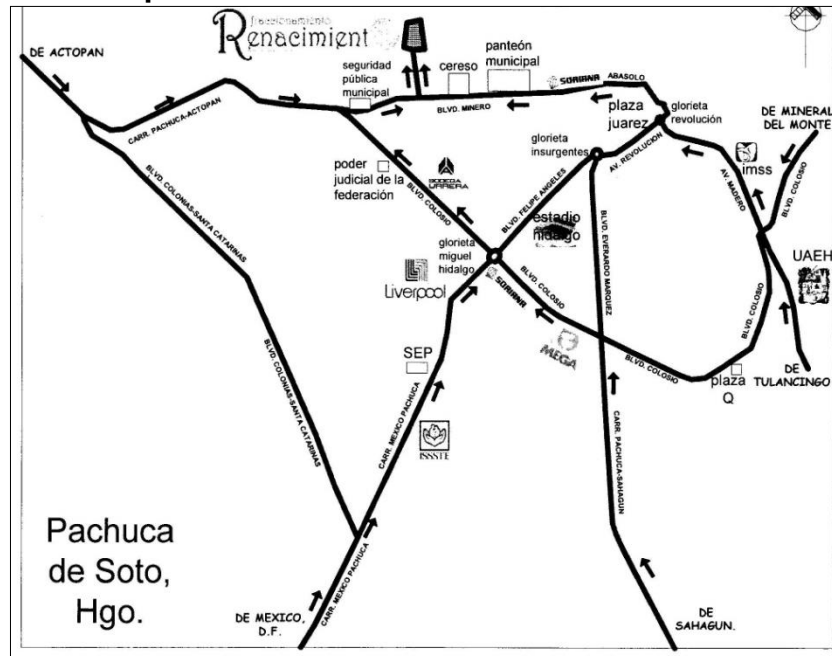 fraccionamiento
Renacimient
DE ACTOPAN
seguridad
pública
municipal
cereso
panteón
municipal
SORIANA
ABASOLO
BLVD. MINERO
CARR. PACHUCA-ACTOPAN
plaza
juarez
glorieta
revolución
DE MINERAL
DEL MONTE
glorieta
insurgentes
AV. REVOLUCION
imss
AV. MADERO
BLVD. COLOSIO
poder
judicial de la
federación
BODEGA
URRERA
BLVD. COLOSIO
BLVD. FELIPE ANGELES
estadio
hidalgo
BLVD. EVERARDO MARQUEZ
UAEH
BLVD. COLONIAS-SANTA CATARINAS
glorieta
miguel
hidalgo
Liverpool
SORIANA
BLVD. COLOSIO
BLVD. COLOSIO
MEGA
BLVD. COLOSIO
SEP
plaza
Q
DE
TULANCINGO
BLVD. COLONIAS-SANTA CATARINAS
CARR. MEXICO PACHUCA
ISSSTE
CARR. PACHUCA-SAHAGUN
Pachuca
de Soto,
Hgo.
CARR. MEXICO PACHUCA
DE MEXICO,
D.F.
DE
SAHAGUN.